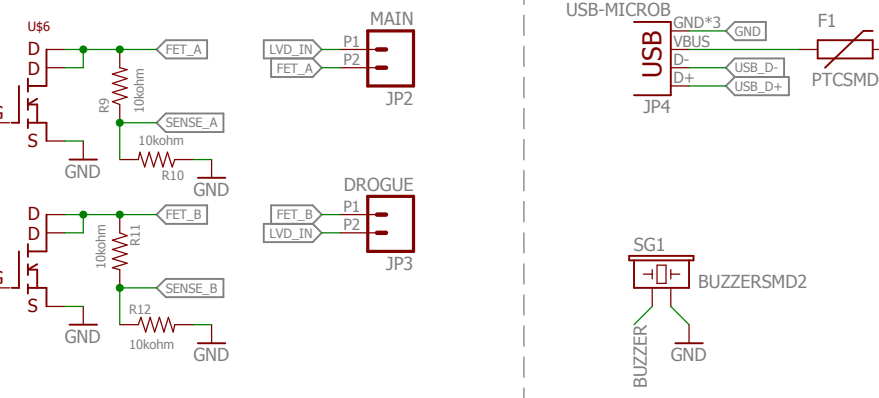 U$6
D
D
S
GND
FET_A
R9
10kohm
SENSE_A
10kohm
R10
GND
LVD_IN
FET_A
P1
P2
MAIN
JP2
D
D
S
GND
FET_B
10kohm
R11
SENSE_B
R12
10kohm
GND
FET_B
LVD_IN
P1
P2
DROGUE
JP3
USB-MICROB
USB
GND*3
VBUS
D-
D+
GND
USB_D-
USB_D+
JP4
F1
PTCSMD
SG1
BUZZERSMD2
BUZZER
GND